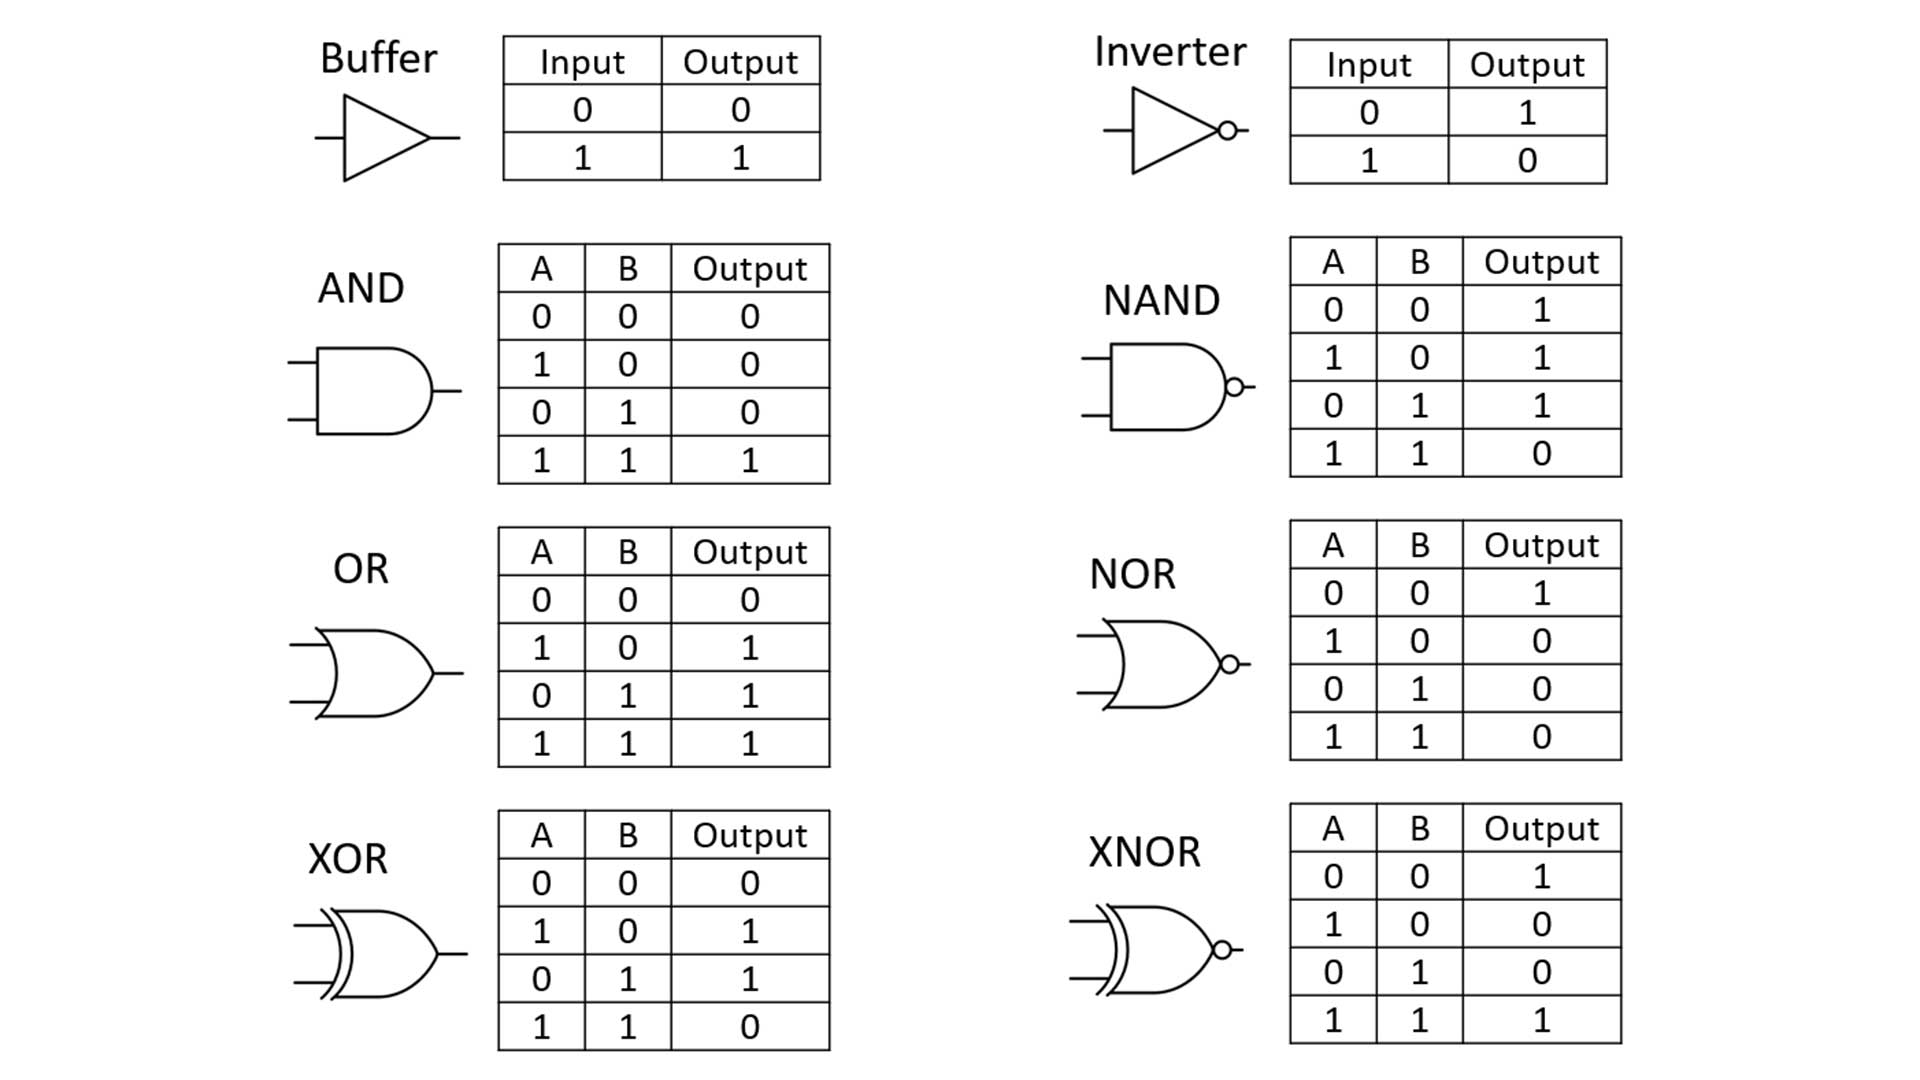 Buffer
Input Output
0 0
1 1
Inverter
Input Output
0 1
1 0
AND
A B Output
0 0 0
1 0 0
0 1 0
1 1 1
NAND
A B Output
0 0 1
1 0 1
0 1 1
1 1 0
OR
A B Output
0 0 0
1 0 1
0 1 1
1 1 1
NOR
A B Output
0 0 1
1 0 0
0 1 0
1 1 0
XOR
A B Output
0 0 0
1 0 1
0 1 1
1 1 0
XNOR
A B Output
0 0 1
1 0 0
0 1 0
1 1 1